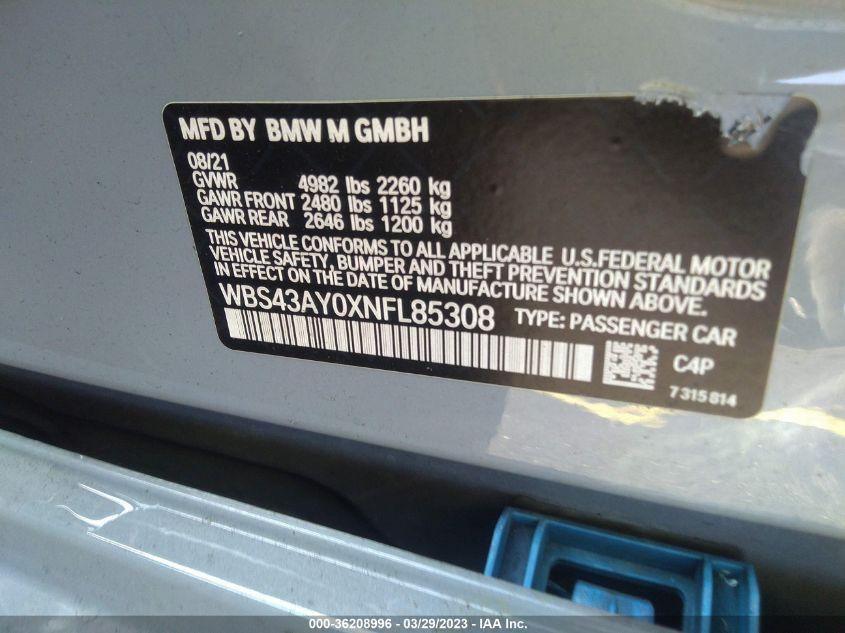 MFD BY BMW M GMBH
08/21
GVWR 4982 lbs 2260 kg
GAWR FRONT 2480 lbs 1125 kg
GAWR REAR 2646 lbs 1200 kg
THIS VEHICLE CONFORMS TO ALL APPLICABLE U.S.FEDERAL MOTOR
VEHICLE SAFETY, BUMPER AND THEFT PREVENTION STANDARDS
IN EFFECT ON THE DATE OF MANUFACTURE SHOWN ABOVE.
WBS43AY0XNFL85308 TYPE: PASSENGER CAR
C4P
7315814
000-36208996 - 03/29/2023 - IAA Inc.